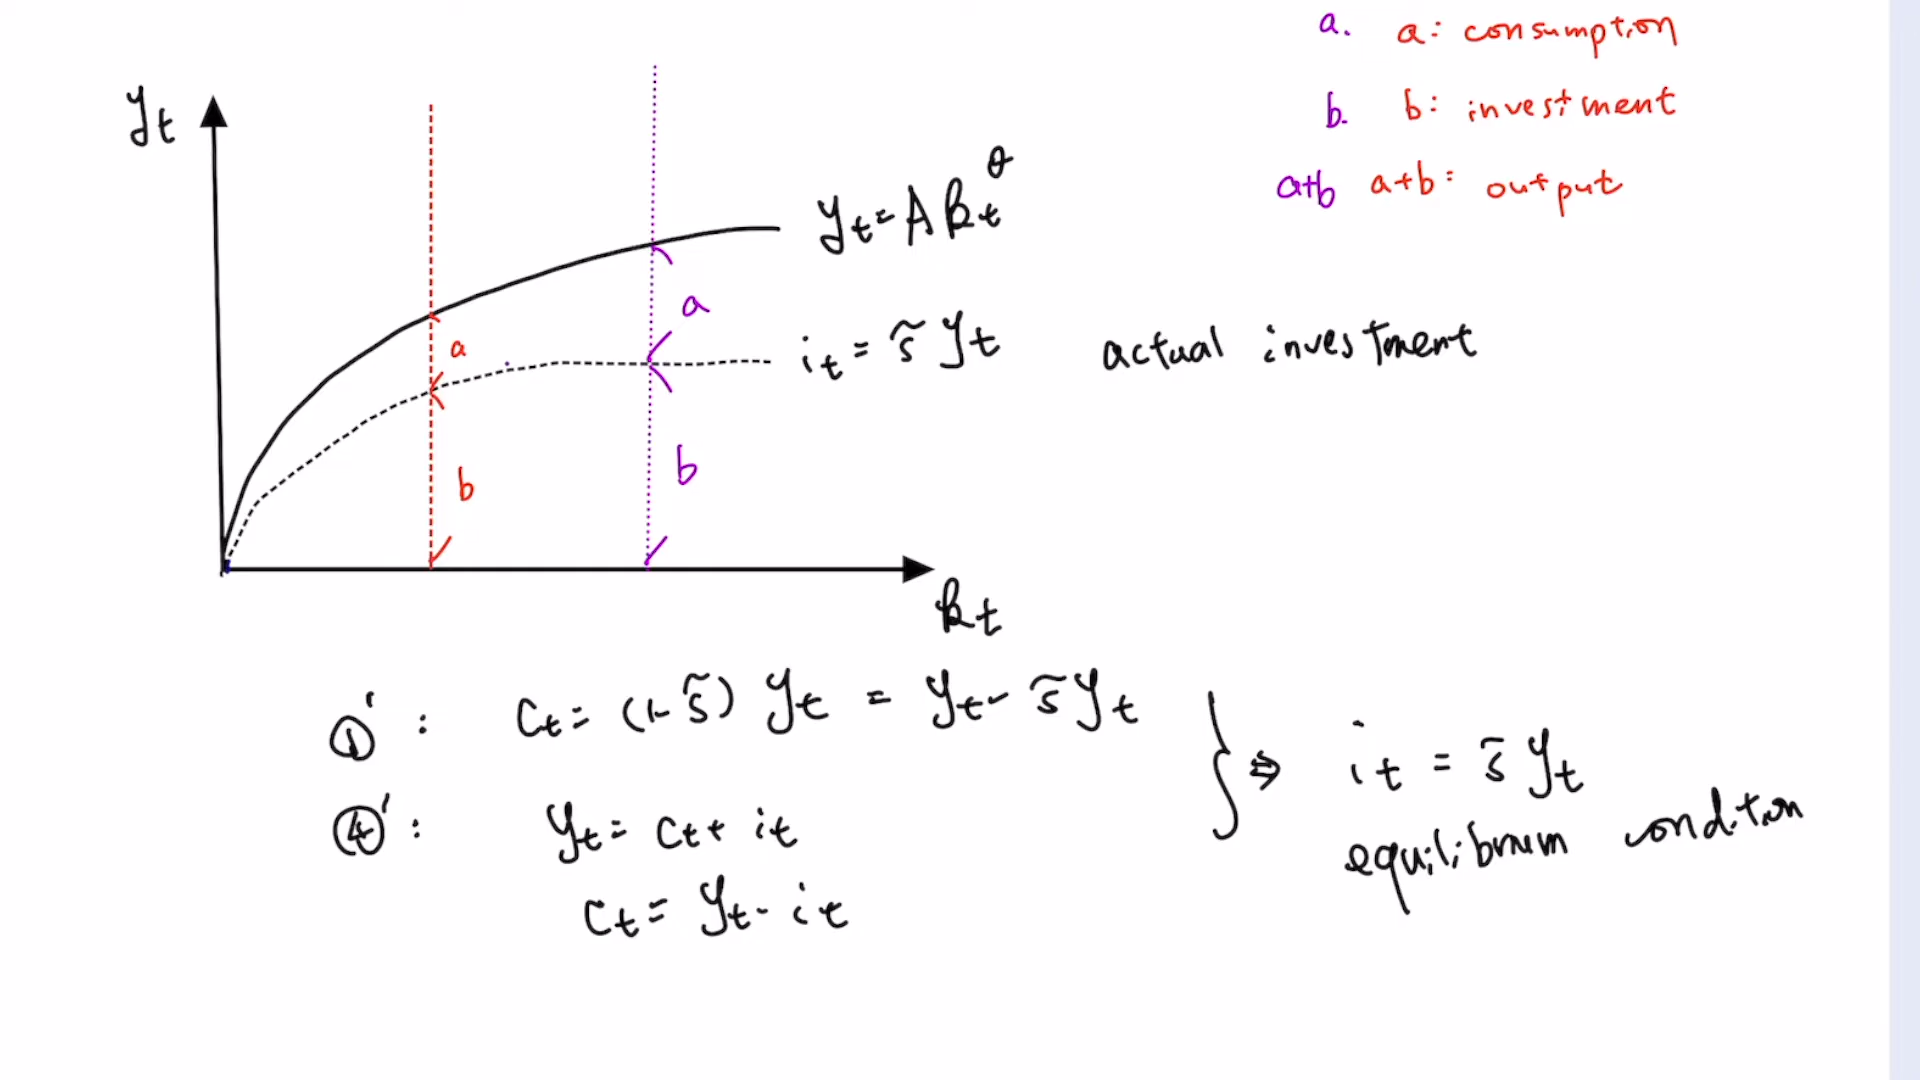 a. a: consumption
b. b: investment
a+b a+b: output
yt
yt = A kt^θ
a
a
it = s̃ yt actual investment
b
b
kt
①' : ct = (1-s̃) yt = yt - s̃ yt
} ⇒ it = s̃ yt
④' : yt = ct + it
equilibrium condition
ct = yt - it